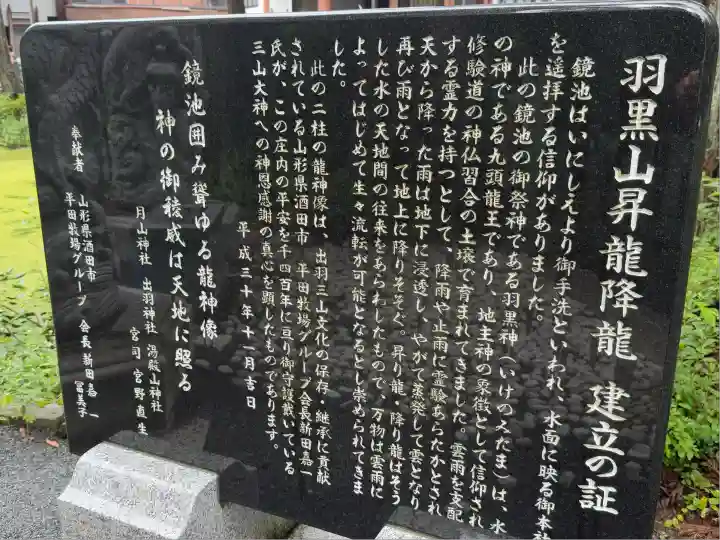 羽黒山昇龍降龍 建立の証
鏡池はいにしえより御手洗といわれ、水面に映る御本社
を遥拝する信仰がありました。
此の鏡池の御祭神である羽黒神(いけのみたま)は、水
の神である九頭龍王であり、地主神の象徴として信仰され
修験道の神仏習合の土壌で育まれてきました。雲雨を支配
する霊力を持つとして、降雨や止雨に霊験あらたかとされ
天から降った雨は地下に浸透し、やがて蒸発して雲となり
再び雨となって地上に降りそそぐ。昇り龍、降り龍はそう
した水の天地間の往来をあらわしたもので、万物は雲雨に
よってはじめて生々流転が可能となるとし崇められてきま
した。
此の二柱の龍神像は、出羽三山文化の保存・継承に貢献
されている山形県酒田市 平田牧場グループ会長新田嘉一
氏が、この庄内の平安を千四百年に亘り御守護戴いている
三山大神への神恩感謝の真心を顕したものであります。
平成三十年十一月吉日
鏡池囲み聳ゆる龍神像
神の御稜威は天地に照る
月山神社 出羽神社 湯殿山神社
宮司 宮野直生
奉献者 山形県酒田市
平田牧場グループ 会長 新田嘉一
冨美子